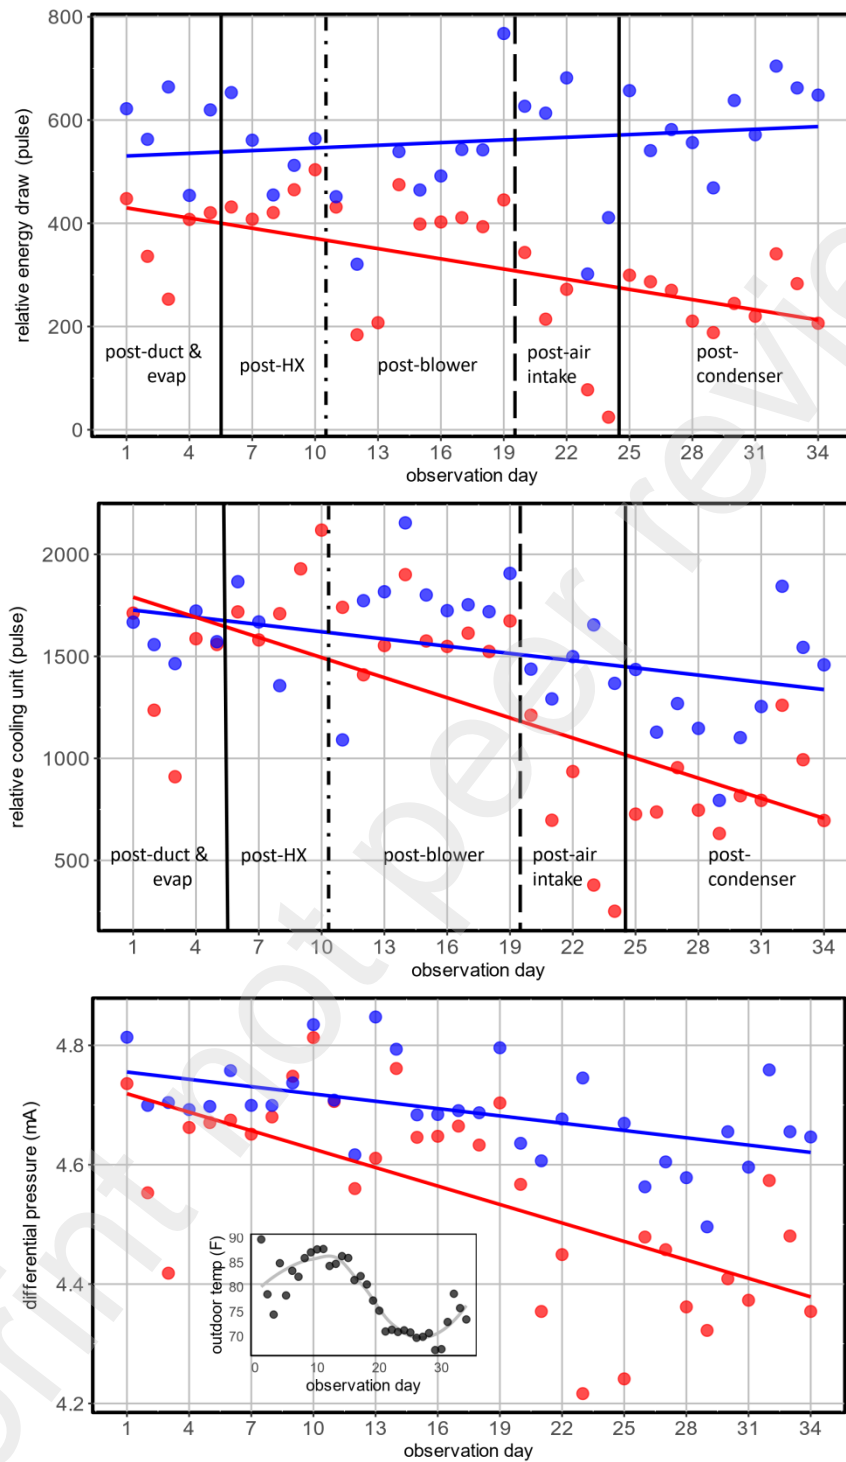 800
600
400
200
0
relative energy draw (pulse)
post-duct &
evap
post-HX
post-blower
post-air
intake
post-
condenser
1 4 7 10 13 16 19 22 25 28 31 34
observation day
2000
1500
1000
500
relative cooling unit (pulse)
post-duct &
evap
post-HX
post-blower
post-air
intake
post-
condenser
1 4 7 10 13 16 19 22 25 28 31 34
observation day
4.8
4.6
4.4
4.2
differential pressure (mA)
90
85
80
75
70
outdoor temp (F)
0 10 20 30
observation day
1 4 7 10 13 16 19 22 25 28 31 34
observation day
print not peer review